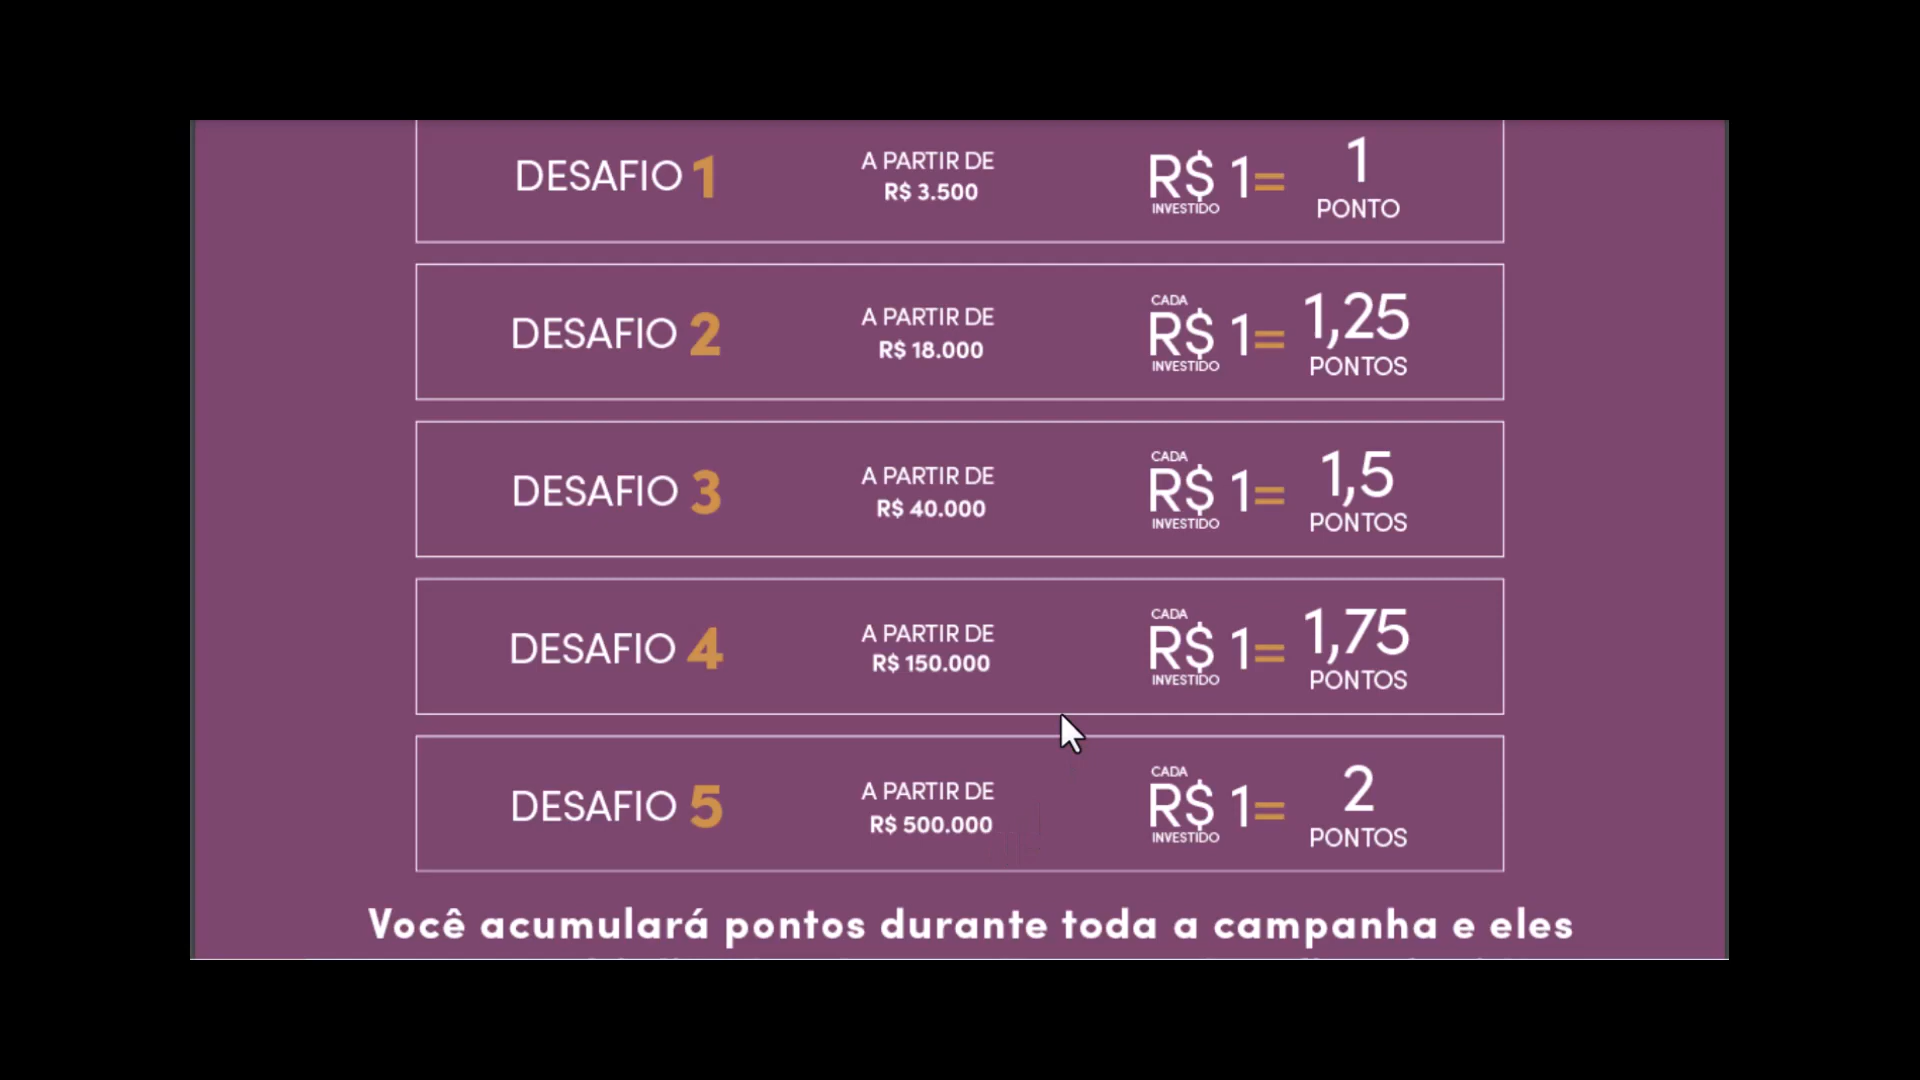 DESAFIO 1
A PARTIR DE
R$ 3.500
R$ 1 =
INVESTIDO
1
PONTO
DESAFIO 2
A PARTIR DE
R$ 18.000
CADA
R$ 1 =
INVESTIDO
1,25
PONTOS
DESAFIO 3
A PARTIR DE
R$ 40.000
CADA
R$ 1 =
INVESTIDO
1,5
PONTOS
DESAFIO 4
A PARTIR DE
R$ 150.000
CADA
R$ 1 =
INVESTIDO
1,75
PONTOS
DESAFIO 5
A PARTIR DE
R$ 500.000
CADA
R$ 1 =
INVESTIDO
2
PONTOS
Você acumulará pontos durante toda a campanha e eles